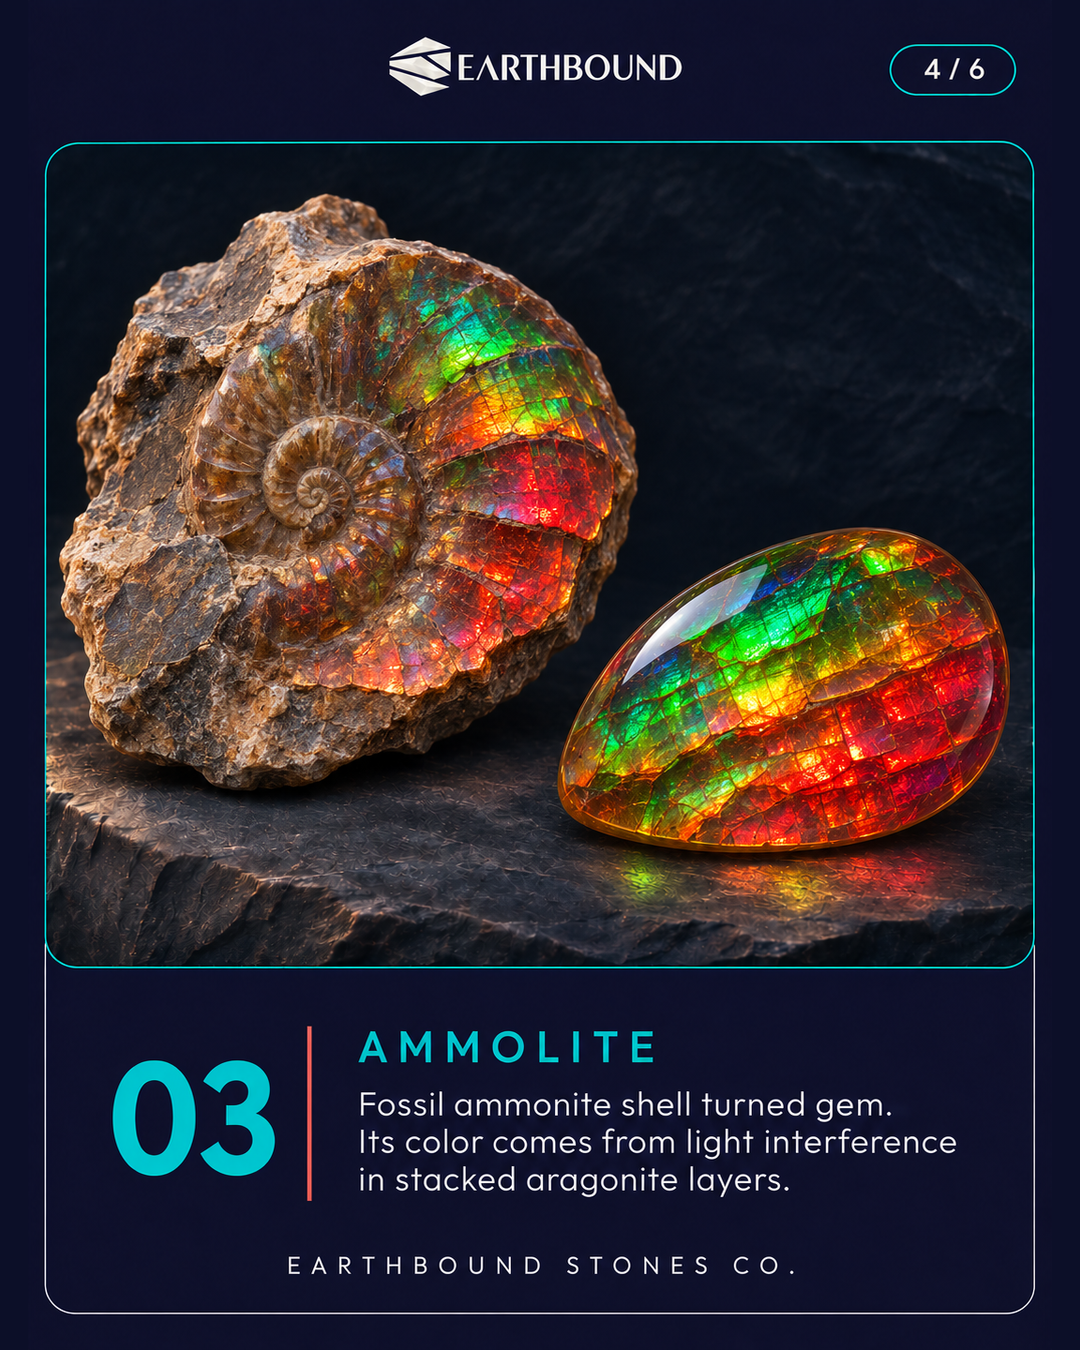 EARTHBOUND
4 / 6
03
AMMOLITE
Fossil ammonite shell turned gem.
Its color comes from light interference
in stacked aragonite layers.
EARTHBOUND STONES CO.